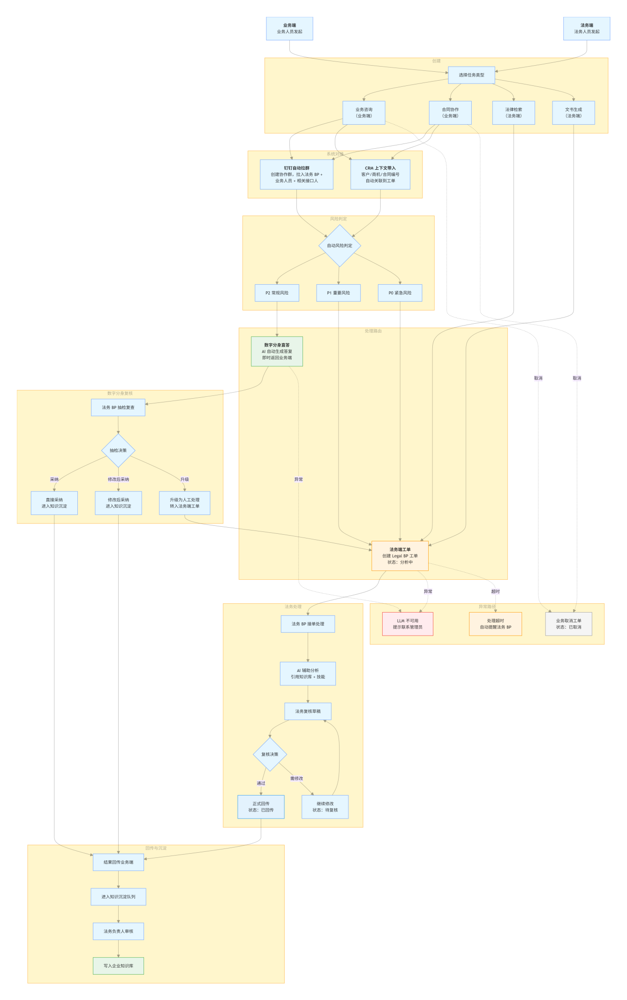 业务端
业务人员发起
法务端
法务人员发起
创建
选择任务类型
业务咨询
（业务端）
合同协作
（业务端）
法律检索
（法务端）
文书生成
（法务端）
系统对接
钉钉自动拉群
创建协作群，拉入法务 BP +
业务人员 + 相关接口人
CRM 上下文带入
客户/商机/合同编号
自动关联到工单
风险判定
自动风险判定
P2 常规风险
P1 重要风险
P0 紧急风险
处理路由
数字分身直答
AI 自动生成答复
即时返回业务端
取消
取消
数字分身复核
法务 BP 抽检复查
抽检决策
采纳
修改后采纳
升级
异常
直接采纳
进入知识沉淀
修改后采纳
进入知识沉淀
升级为人工处理
转入法务端工单
法务端工单
创建 Legal BP 工单
状态：分析中
异常
超时
法务处理
异常路径
法务 BP 接单处理
LLM 不可用
提示联系管理员
处理超时
自动提醒法务 BP
业务取消工单
状态：已取消
AI 辅助分析
引用知识库 + 技能
法务复核草稿
复核决策
通过
需修改
正式回传
状态：已回传
继续修改
状态：待复核
回传与沉淀
结果回传业务端
进入知识沉淀队列
法务负责人审核
写入企业知识库